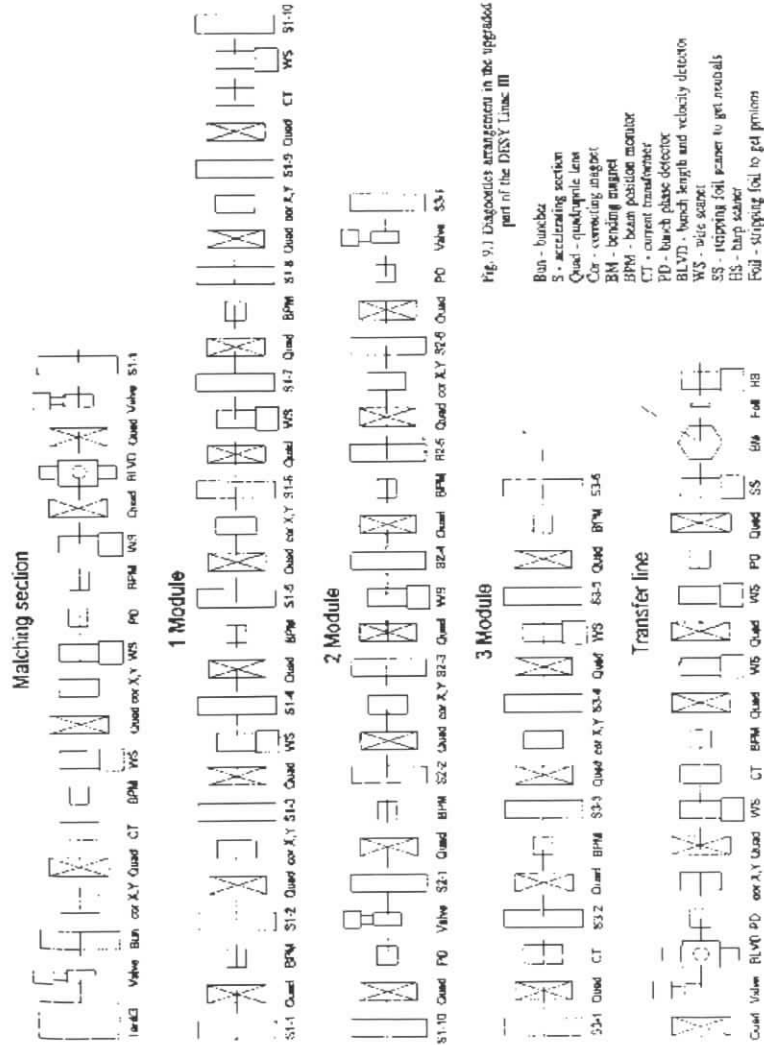 Matching section
Tank3 Valve Bun cor X,Y Quad CT BPM WS Quad cor X,Y WS PD BPM WS Quad BLVD Quad Valve S1-1
1 Module
S1-1 Quad BPM S1-2 Quad cor X,Y S1-3 Quad WS S1-4 Quad BPM S1-5 Quad cor X,Y S1-6 Quad WS S1-7 Quad BPM S1-8 Quad cor X,Y S1-9 Quad CT WS S1-10
2 Module
S1-10 Quad PD Valve S2-1 Quad BPM S2-2 Quad cor X,Y S2-3 Quad WS S2-4 Quad BPM S2-5 Quad cor X,Y S2-6 Quad PD Valve S3-1
3 Module
S3-1 Quad CT S3-2 Quad BPM S3-3 Quad cor X,Y S3-4 Quad WS S3-5 Quad BPM S3-6
Transfer line
Quad Valve BLVD PD cor X,Y Quad WS CT BPM Quad WS Quad WS PD Quad SS BM Foil HS
Fig. 9.1 Diagnostics arrangement in the upgraded
part of the DESY Linac III
Bun - buncher
S - accelerating section
Quad - quadrupole lens
Cor - correcting magnet
BM - bending magnet
BPM - beam position monitor
CT - current transformer
PD - bunch phase detector
BLVD - bunch length and velocity detector
WS - wire scaner
SS - stripping foil scaner to get neutrals
HS - harp scaner
Foil - stripping foil to get protons